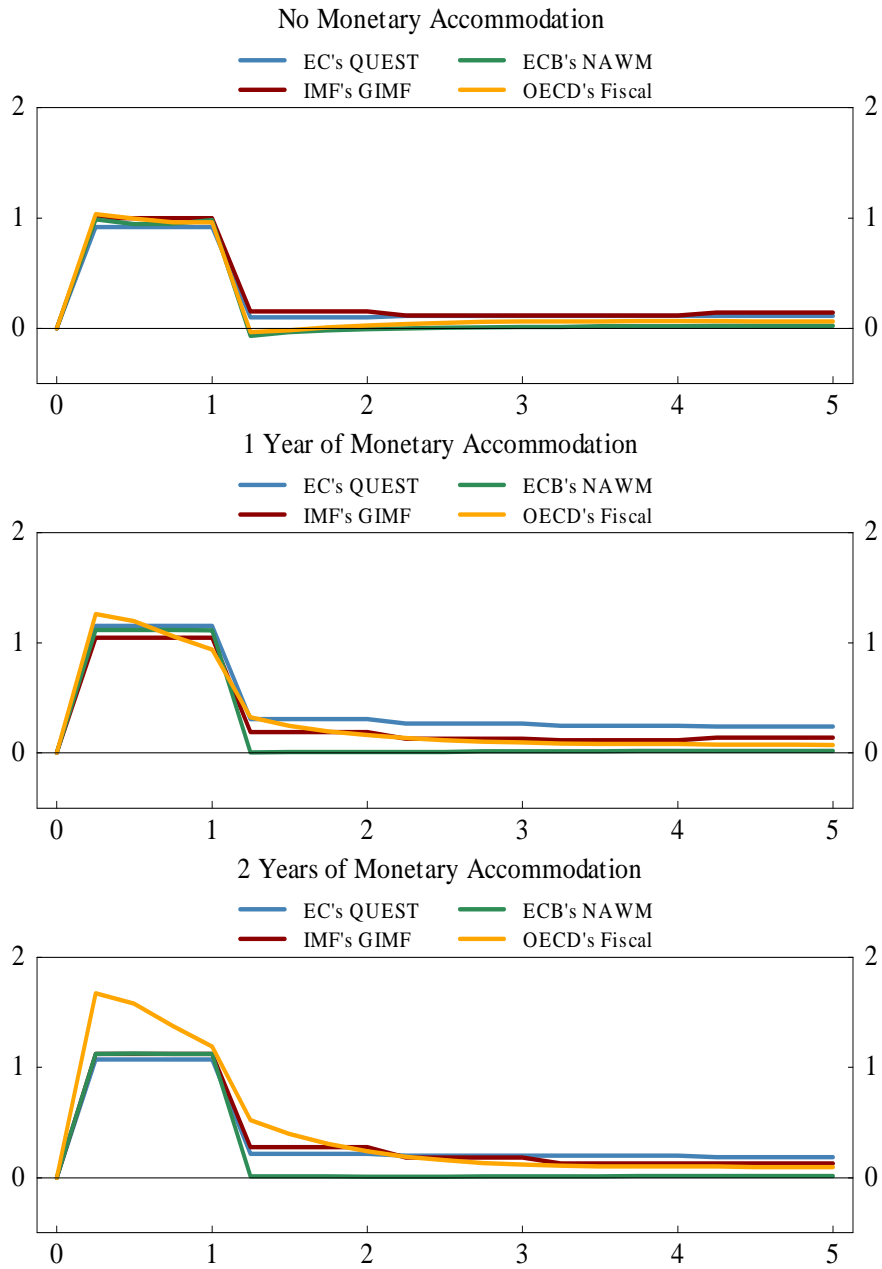 No Monetary Accommodation
EC's QUEST ECB's NAWM
IMF's GIMF OECD's Fiscal
2 2
1 1
0 0
0 1 2 3 4 5
1 Year of Monetary Accommodation
EC's QUEST ECB's NAWM
IMF's GIMF OECD's Fiscal
2 2
1 1
0 0
0 1 2 3 4 5
2 Years of Monetary Accommodation
EC's QUEST ECB's NAWM
IMF's GIMF OECD's Fiscal
2 2
1 1
0 0
0 1 2 3 4 5